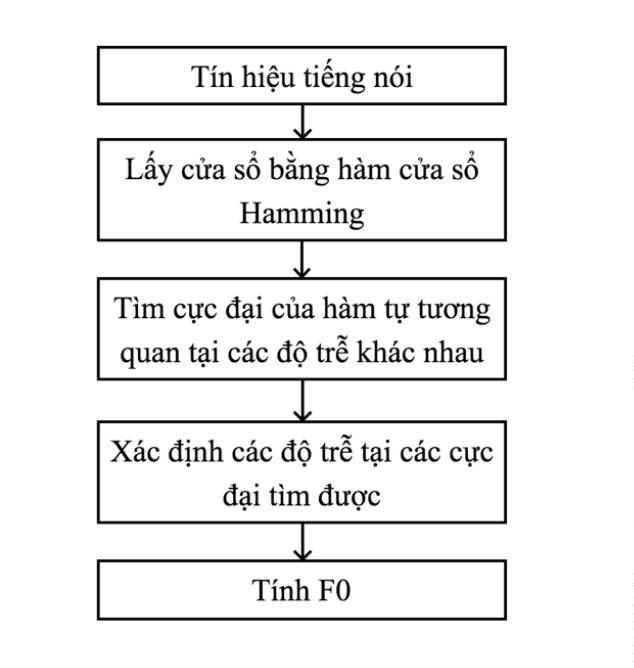 Tín hiệu tiếng nói
Lấy cửa sổ bằng hàm cửa sổ
Hamming
Tìm cực đại của hàm tự tương
quan tại các độ trễ khác nhau
Xác định các độ trễ tại các cực
đại tìm được
Tính F0